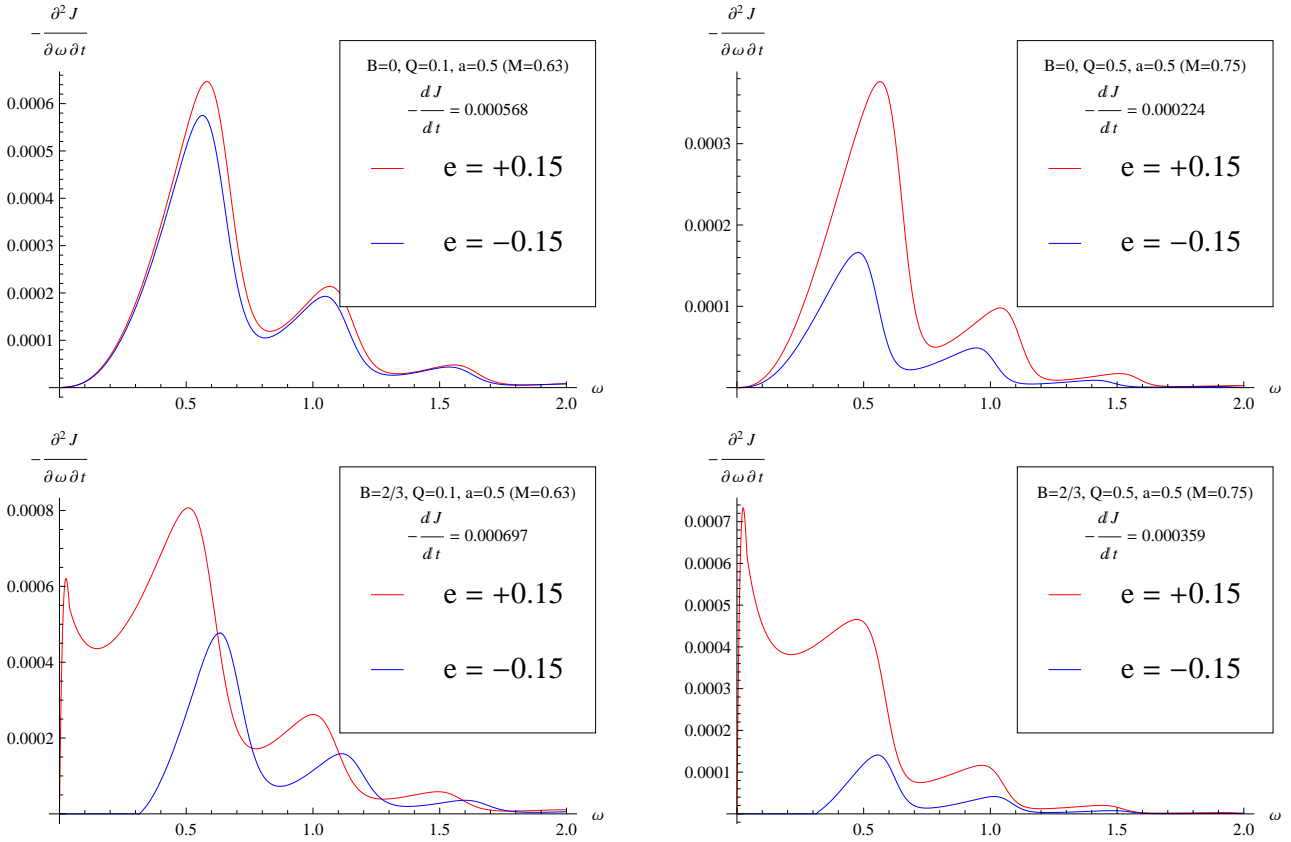 − ∂² J / ∂ω ∂t
B=0, Q=0.1, a=0.5 (M=0.63)
− dJ / dt = 0.000568
e = +0.15
e = −0.15
0.0006
0.0005
0.0004
0.0003
0.0002
0.0001
0.5 1.0 1.5 2.0 ω
− ∂² J / ∂ω ∂t
B=0, Q=0.5, a=0.5 (M=0.75)
− dJ / dt = 0.000224
e = +0.15
e = −0.15
0.0003
0.0002
0.0001
0.5 1.0 1.5 2.0 ω
− ∂² J / ∂ω ∂t
B=2/3, Q=0.1, a=0.5 (M=0.63)
− dJ / dt = 0.000697
e = +0.15
e = −0.15
0.0008
0.0006
0.0004
0.0002
0.5 1.0 1.5 2.0 ω
− ∂² J / ∂ω ∂t
B=2/3, Q=0.5, a=0.5 (M=0.75)
− dJ / dt = 0.000359
e = +0.15
e = −0.15
0.0007
0.0006
0.0005
0.0004
0.0003
0.0002
0.0001
0.5 1.0 1.5 2.0 ω